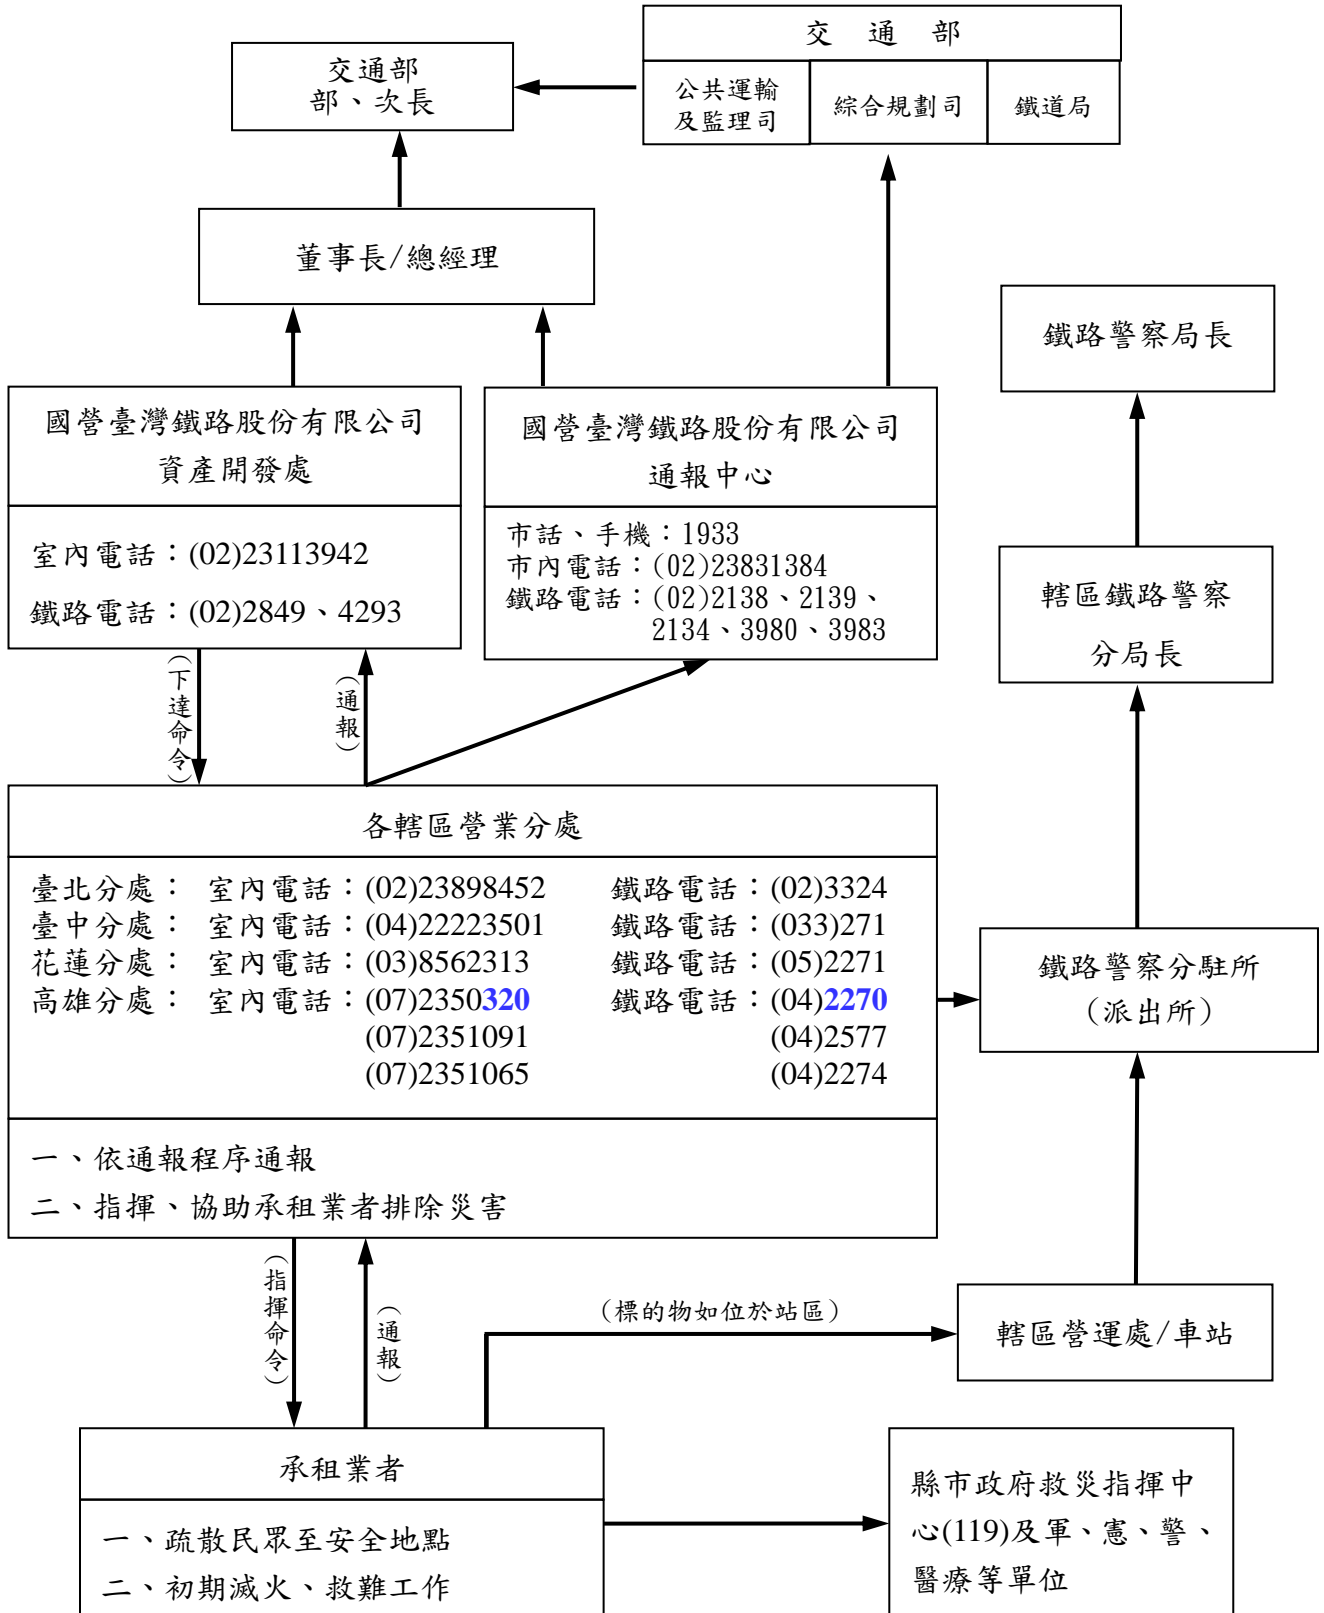 交通部
公共運輸
及監理司
綜合規劃司
鐵道局
交通部
部、次長
董事長/總經理
鐵路警察局長
國營臺灣鐵路股份有限公司
資產開發處
室內電話：(02)23113942
鐵路電話：(02)2849、4293
國營臺灣鐵路股份有限公司
通報中心
市話、手機：1933
市內電話：(02)23831384
鐵路電話：(02)2138、2139、
2134、3980、3983
轄區鐵路警察
分局長
(下達命令)
(通報)
各轄區營業分處
臺北分處： 室內電話：(02)23898452 鐵路電話：(02)3324
臺中分處： 室內電話：(04)22223501 鐵路電話：(033)271
花蓮分處： 室內電話：(03)8562313 鐵路電話：(05)2271
高雄分處： 室內電話：(07)2350320 鐵路電話：(04)2270
(07)2351091 (04)2577
(07)2351065 (04)2274
一、依通報程序通報
二、指揮、協助承租業者排除災害
鐵路警察分駐所
(派出所)
(指揮命令)
(通報)
(標的物如位於站區)
轄區營運處/車站
承租業者
一、疏散民眾至安全地點
二、初期滅火、救難工作
縣市政府救災指揮中
心(119)及軍、憲、警、
醫療等單位